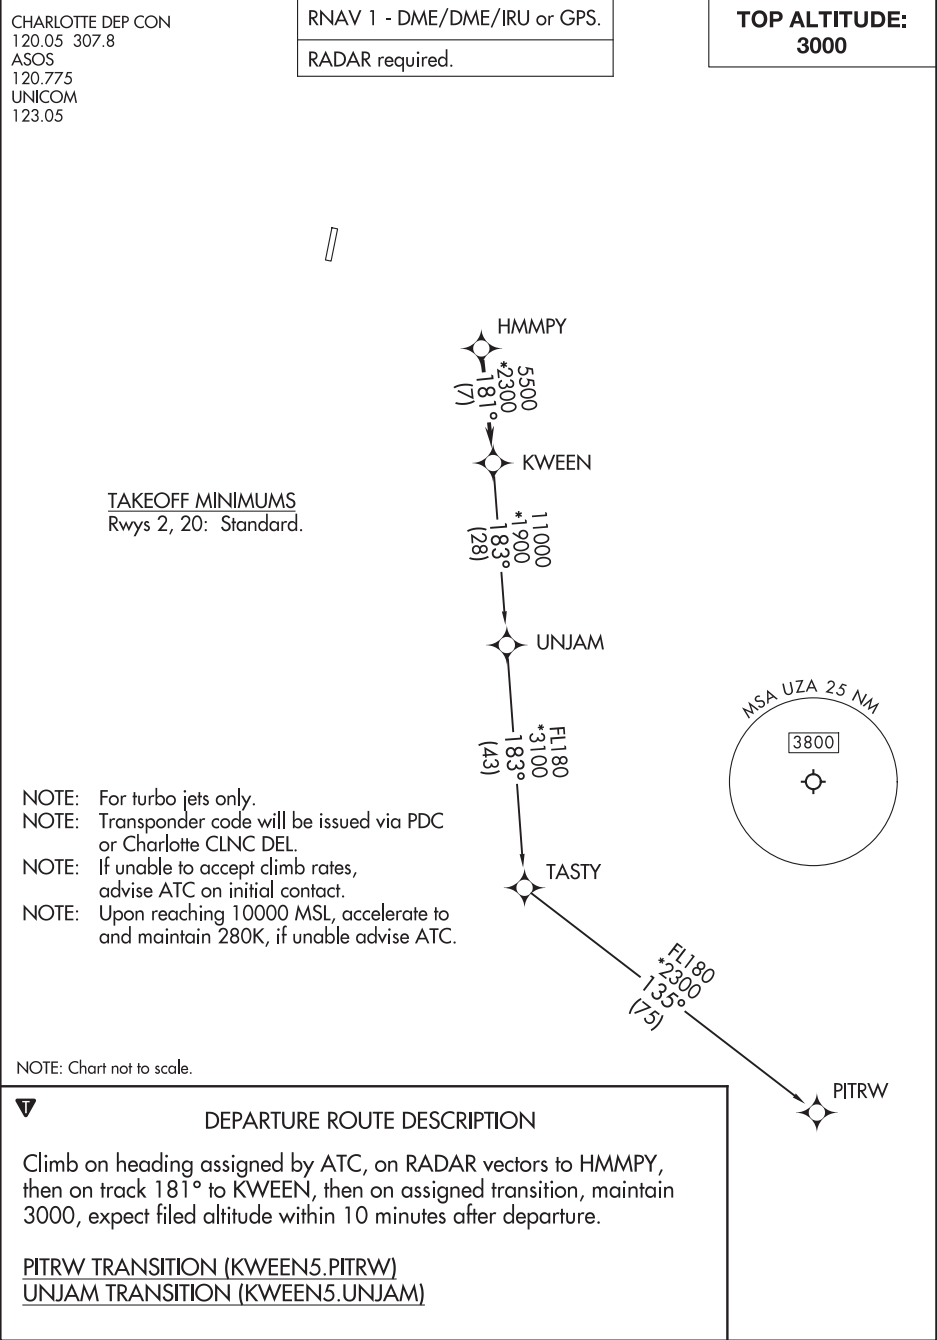 CHARLOTTE DEP CON
120.05 307.8
ASOS
120.775
UNICOM
123.05
RNAV 1 - DME/DME/IRU or GPS.
RADAR required.
TOP ALTITUDE:
3000
HMMPY
5500
*2300
181°
(7)
KWEEN
TAKEOFF MINIMUMS
Rwys 2, 20: Standard.
11000
*1900
183°
(28)
UNJAM
MSA UZA 25 NM
3800
FL180
*3100
183°
(43)
NOTE: For turbo jets only.
NOTE: Transponder code will be issued via PDC
or Charlotte CLNC DEL.
NOTE: If unable to accept climb rates,
advise ATC on initial contact.
NOTE: Upon reaching 10000 MSL, accelerate to
and maintain 280K, if unable advise ATC.
TASTY
FL180
*2300
135°
(75)
PITRW
NOTE: Chart not to scale.
T
DEPARTURE ROUTE DESCRIPTION
Climb on heading assigned by ATC, on RADAR vectors to HMMPY,
then on track 181° to KWEEN, then on assigned transition, maintain
3000, expect filed altitude within 10 minutes after departure.
PITRW TRANSITION (KWEEN5.PITRW)
UNJAM TRANSITION (KWEEN5.UNJAM)